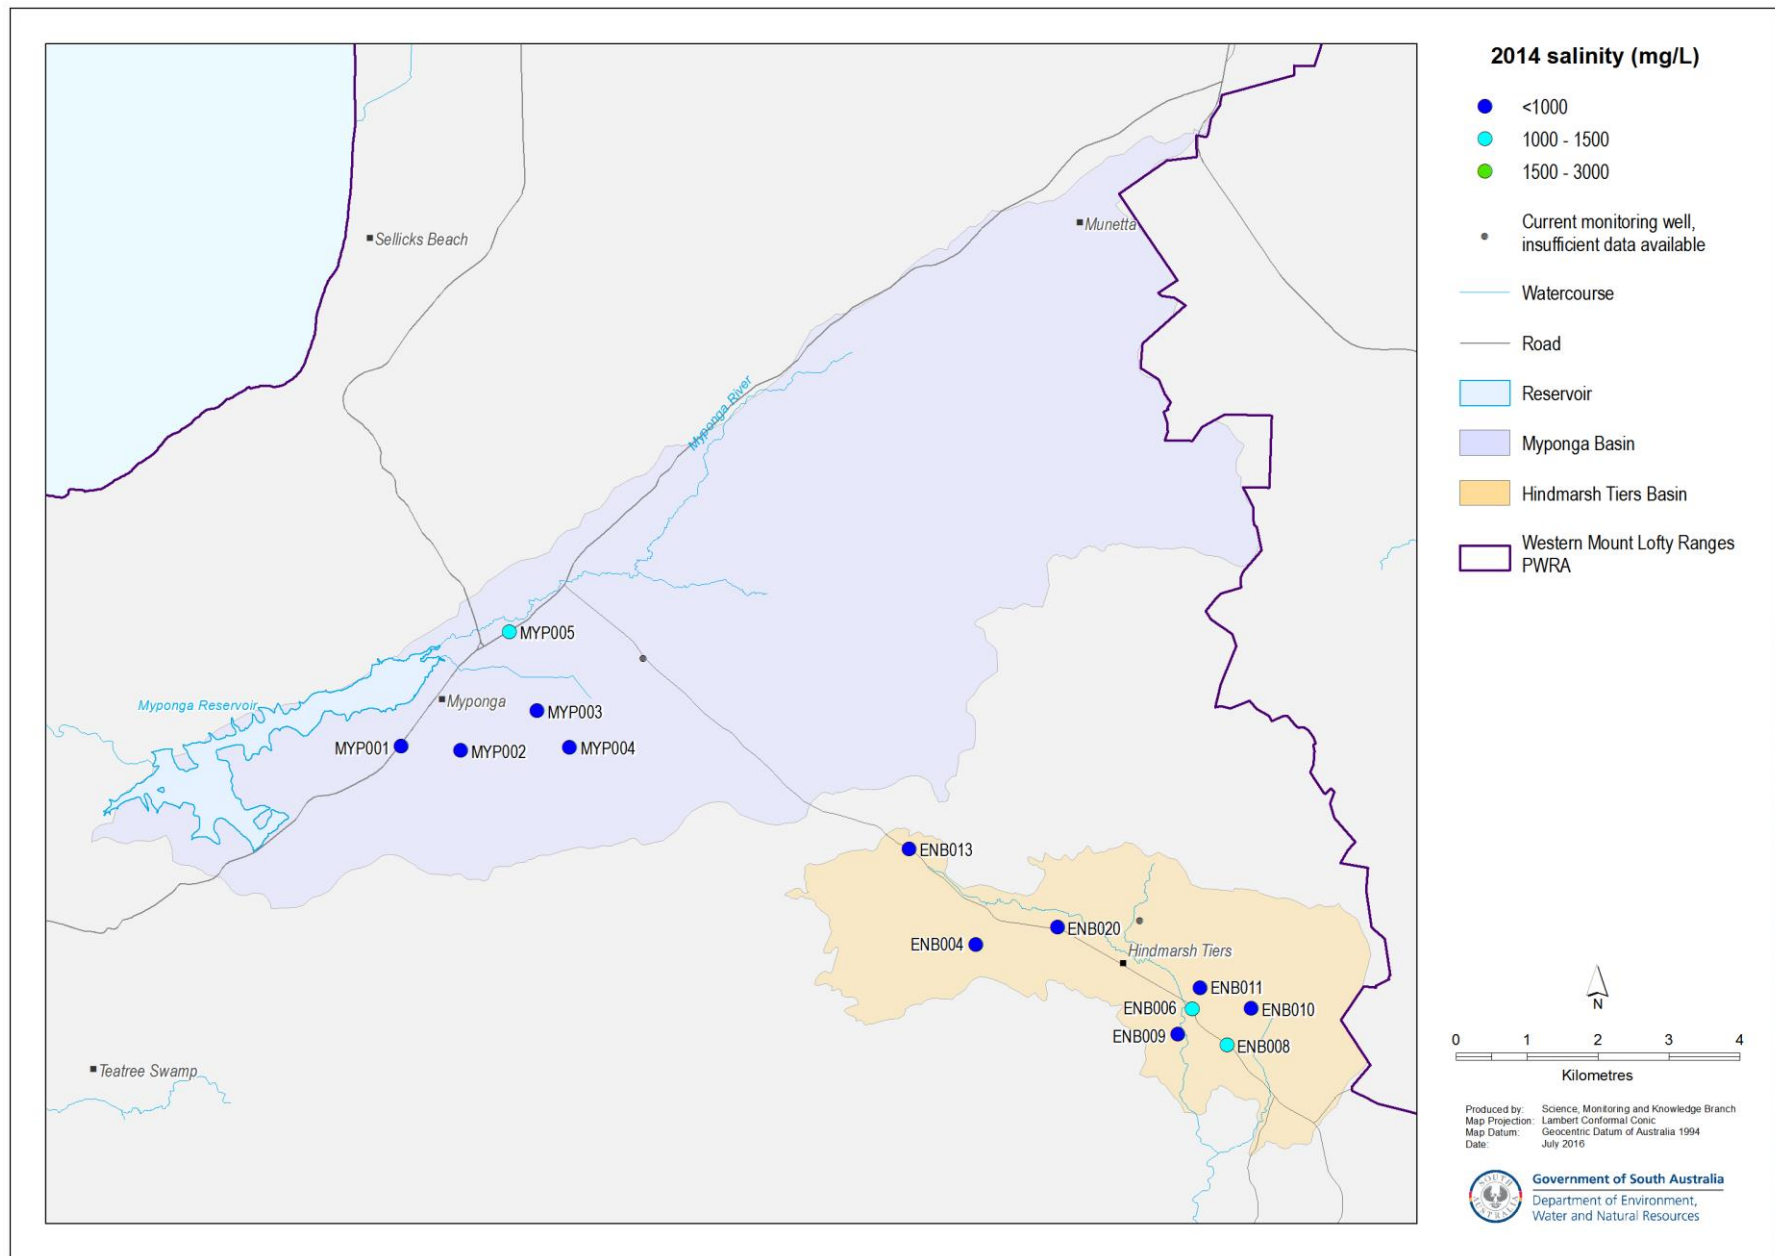 2014 salinity (mg/L)
<1000
1000 - 1500
1500 - 3000
Current monitoring well,
insufficient data available
Watercourse
Road
Reservoir
Myponga Basin
Hindmarsh Tiers Basin
Western Mount Lofty Ranges
PWRA
Sellicks Beach
Munetta
Myponga River
MYP005
Myponga Reservoir
Myponga
MYP003
MYP001
MYP002
MYP004
ENB013
ENB020
ENB004
Hindmarsh Tiers
ENB011
ENB006
ENB010
ENB009
ENB008
Teatree Swamp
N
0 1 2 3 4
Kilometres
Produced by: Science, Monitoring and Knowledge Branch
Map Projection: Lambert Conformal Conic
Map Datum: Geocentric Datum of Australia 1994
Date: July 2016
SOUTH AUSTRALIA
Government of South Australia
Department of Environment,
Water and Natural Resources